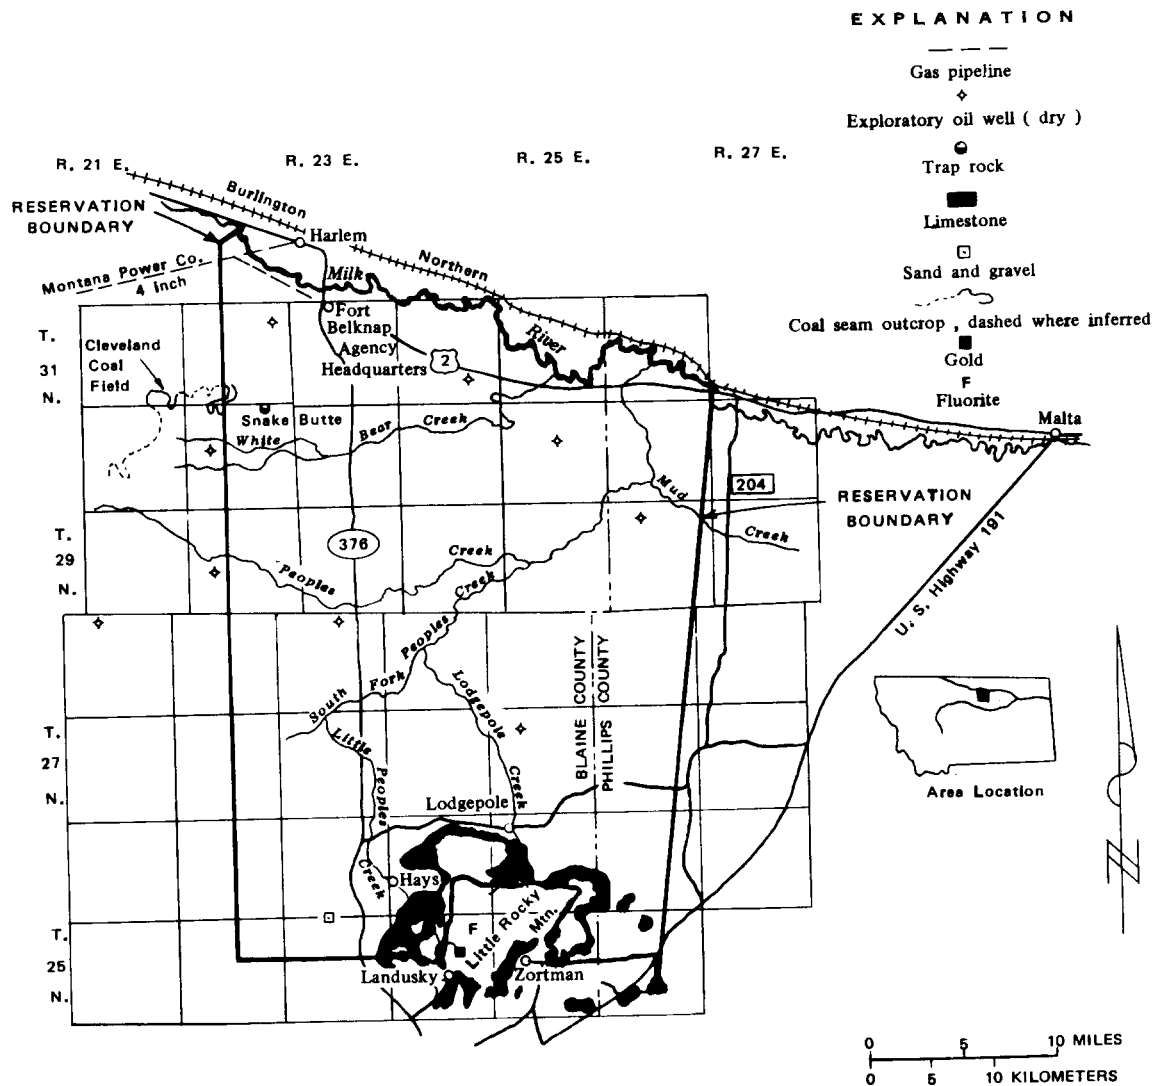 EXPLANATION
Gas pipeline
Exploratory oil well ( dry )
Trap rock
Limestone
Sand and gravel
Coal seam outcrop , dashed where inferred
Gold
F
Fluorite
R. 21 E.
R. 23 E.
R. 25 E.
R. 27 E.
RESERVATION
BOUNDARY
Burlington
Northern
Harlem
Montana Power Co.
4 inch
Milk
River
Fort
Belknap
Agency
Headquarters
2
T.
31
N.
Cleveland
Coal
Field
Snake Butte
White
Bear
Creek
Malta
204
Mud
Creek
RESERVATION
BOUNDARY
T.
29
N.
376
Peoples
Creek
U. S. Highway 191
South
Fork
Peoples
Creek
Lodgepole
Creek
Little
Peoples
Creek
BLAINE COUNTY
PHILLIPS COUNTY
T.
27
N.
Lodgepole
Hays
F
Little Rocky
Mtn.
T.
25
N.
Landusky
Zortman
Area Location
N
0 5 10 MILES
0 5 10 KILOMETERS